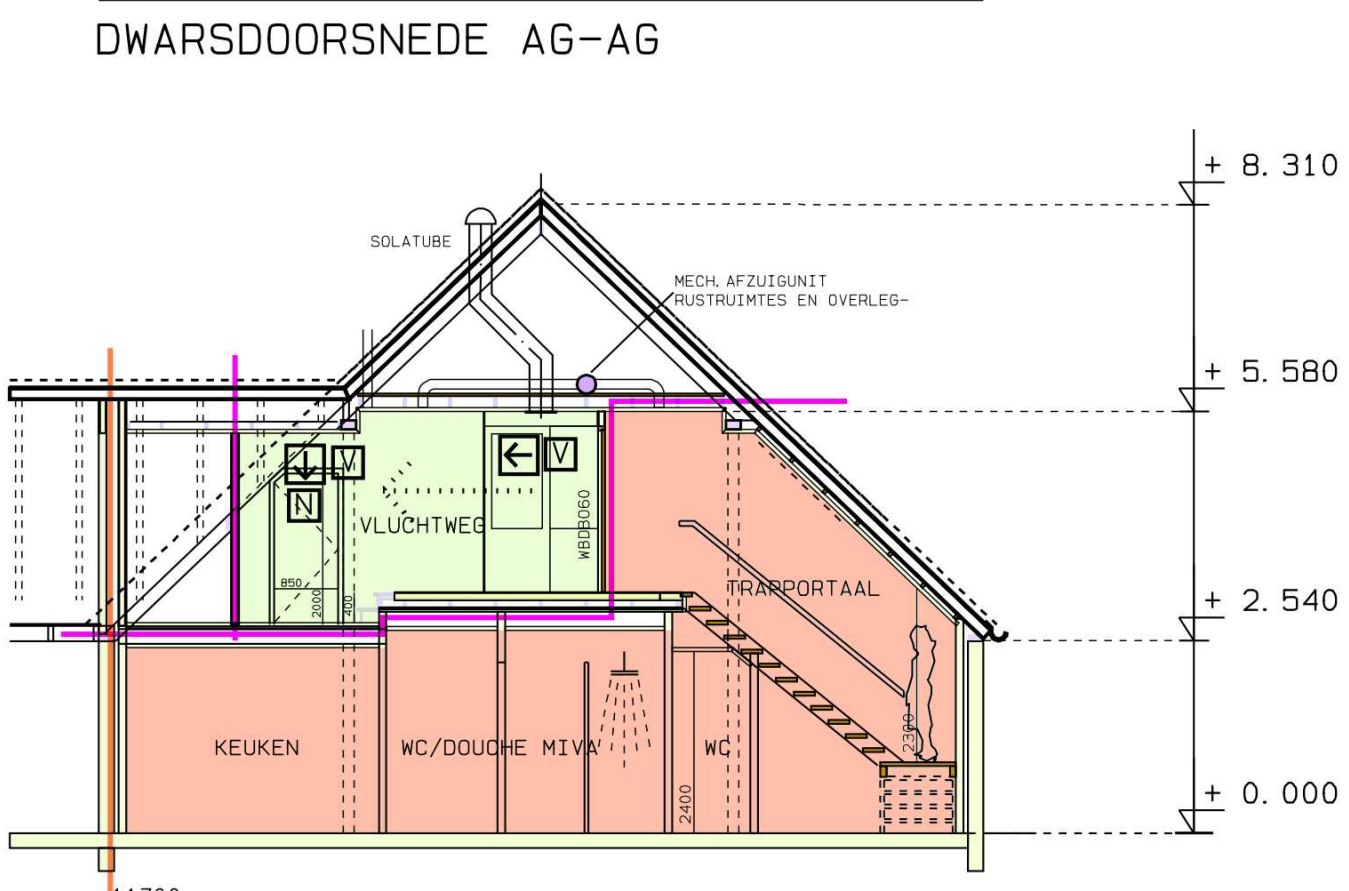 DWARSDOORSNEDE AG-AG
+ 8.310
SOLATUBE
MECH. AFZUIGUNIT
RUSTRUIMTES EN OVERLEG-
+ 5.580
V
V
N
VLUCHTWEG
WBDBO60
850
2000
400
TRAPPORTAAL
+ 2.540
KEUKEN
WC/DOUCHE MIVA
WC
2300
2400
+ 0.000